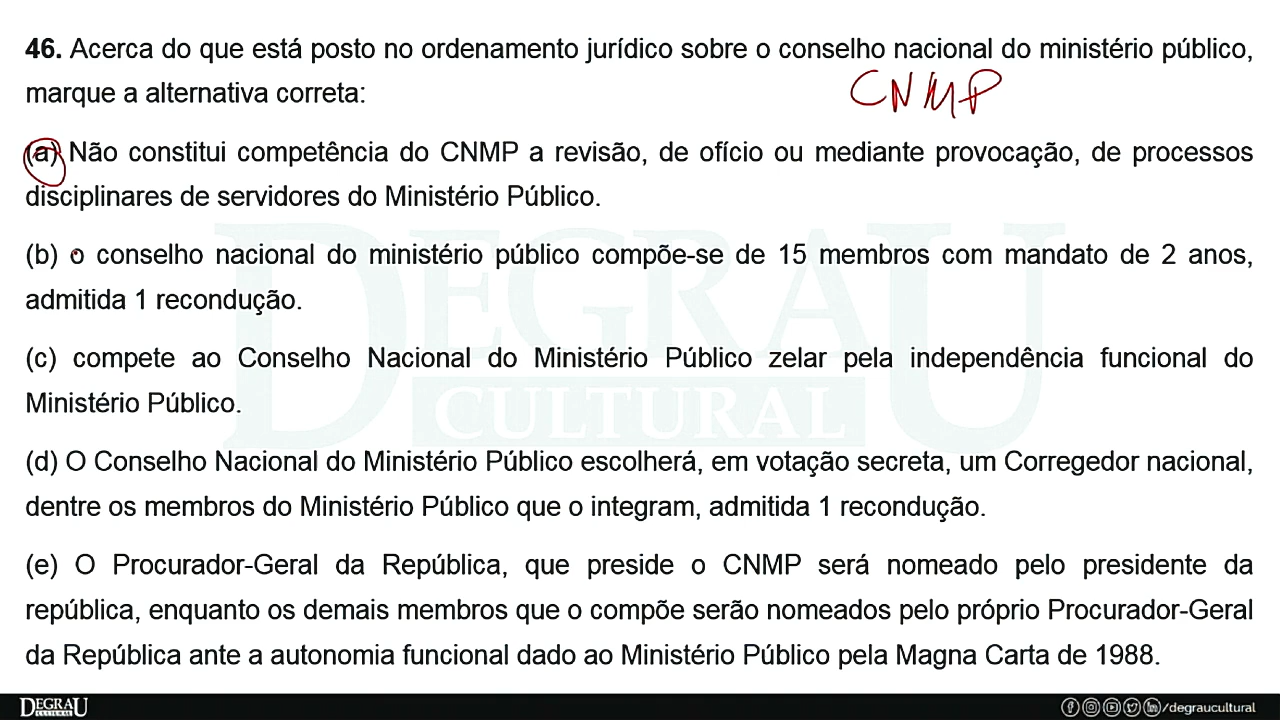 46. Acerca do que está posto no ordenamento jurídico sobre o conselho nacional do ministério público,
marque a alternativa correta:
CNMP
(a) Não constitui competência do CNMP a revisão, de ofício ou mediante provocação, de processos
disciplinares de servidores do Ministério Público.
(b) o conselho nacional do ministério público compõe-se de 15 membros com mandato de 2 anos,
admitida 1 recondução.
(c) compete ao Conselho Nacional do Ministério Público zelar pela independência funcional do
Ministério Público.
(d) O Conselho Nacional do Ministério Público escolherá, em votação secreta, um Corregedor nacional,
dentre os membros do Ministério Público que o integram, admitida 1 recondução.
(e) O Procurador-Geral da República, que preside o CNMP será nomeado pelo presidente da
república, enquanto os demais membros que o compõe serão nomeados pelo próprio Procurador-Geral
da República ante a autonomia funcional dado ao Ministério Público pela Magna Carta de 1988.
DEGRAU
CULTURAL
DEGRAU
CULTURAL
/degraucultural